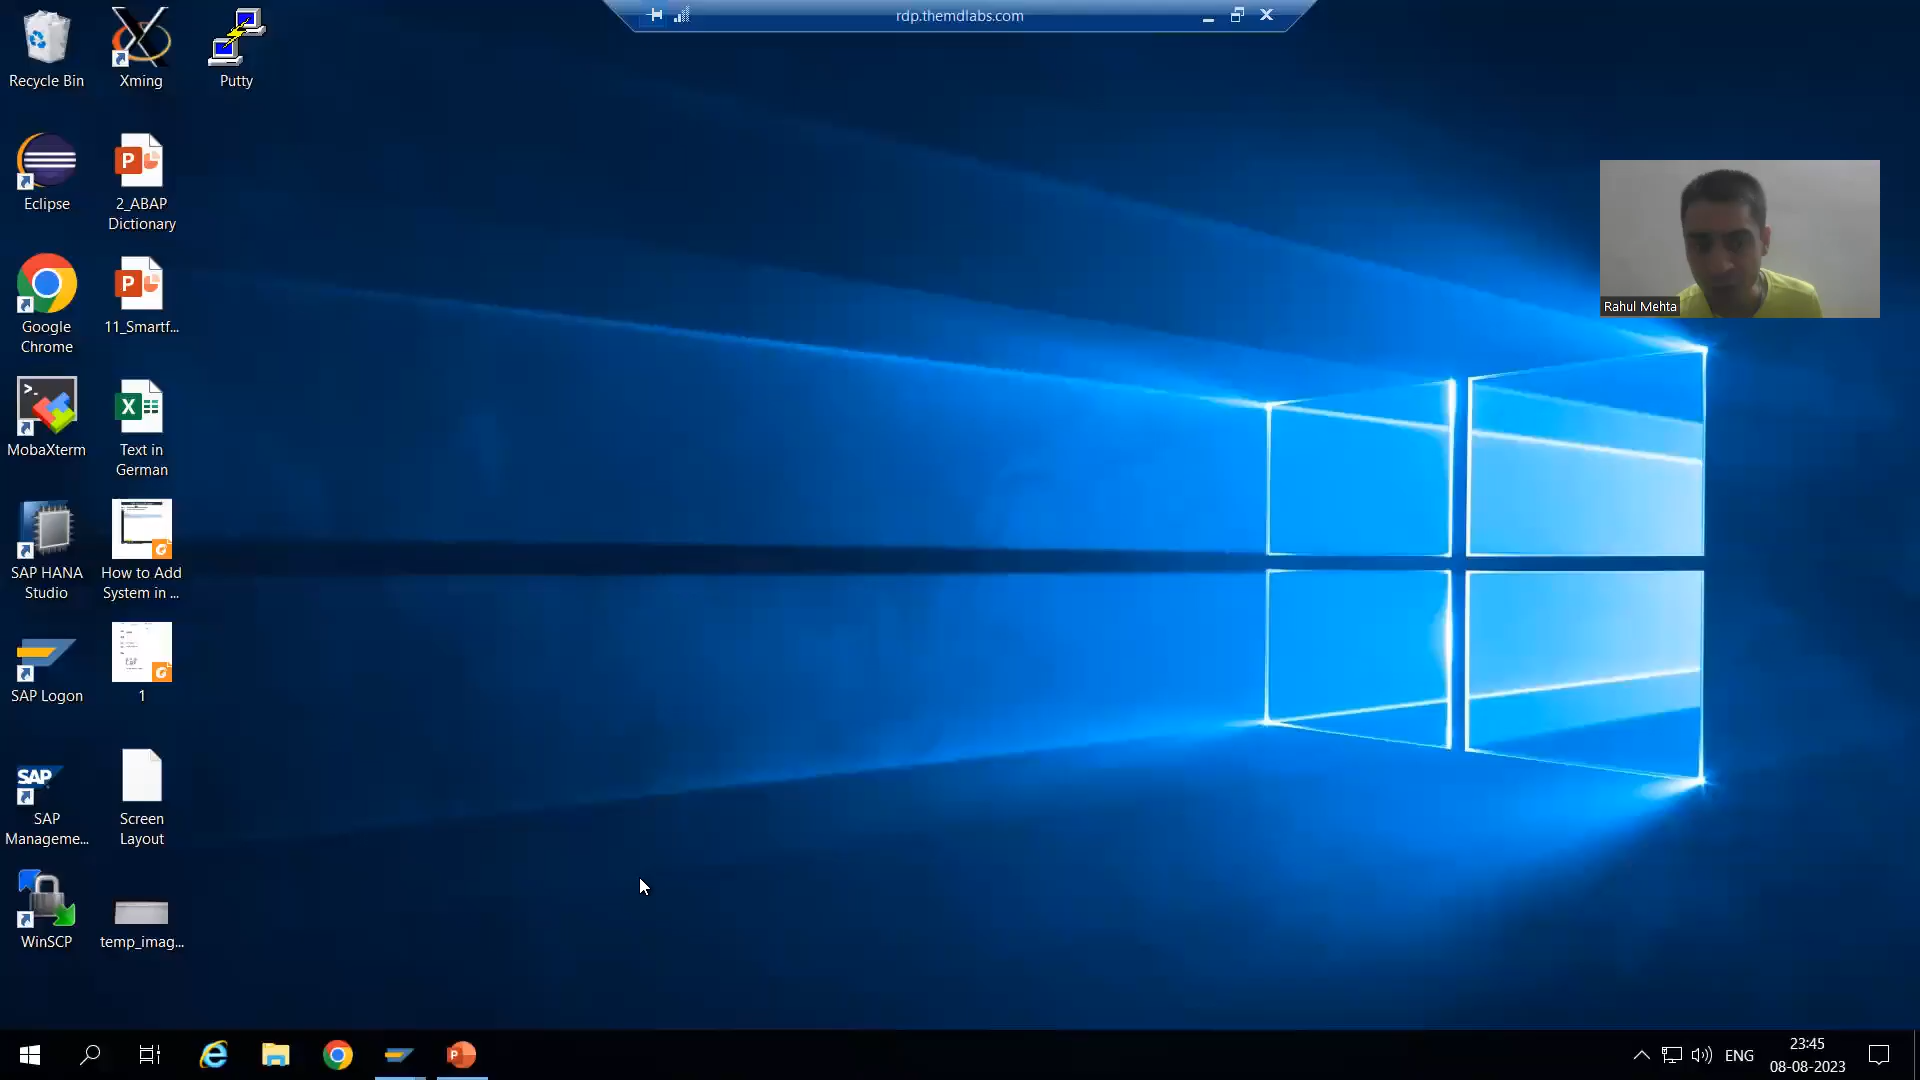 rdp.themdlabs.com
Recycle Bin
Xming
Putty
Eclipse
2_ABAP
Dictionary
Google
Chrome
11_Smartf...
MobaXterm
Text in
German
SAP HANA
Studio
How to Add
System in ...
SAP Logon
1
SAP
Manageme...
Screen
Layout
WinSCP
temp_imag...
Rahul Mehta
ENG
23:45
08-08-2023